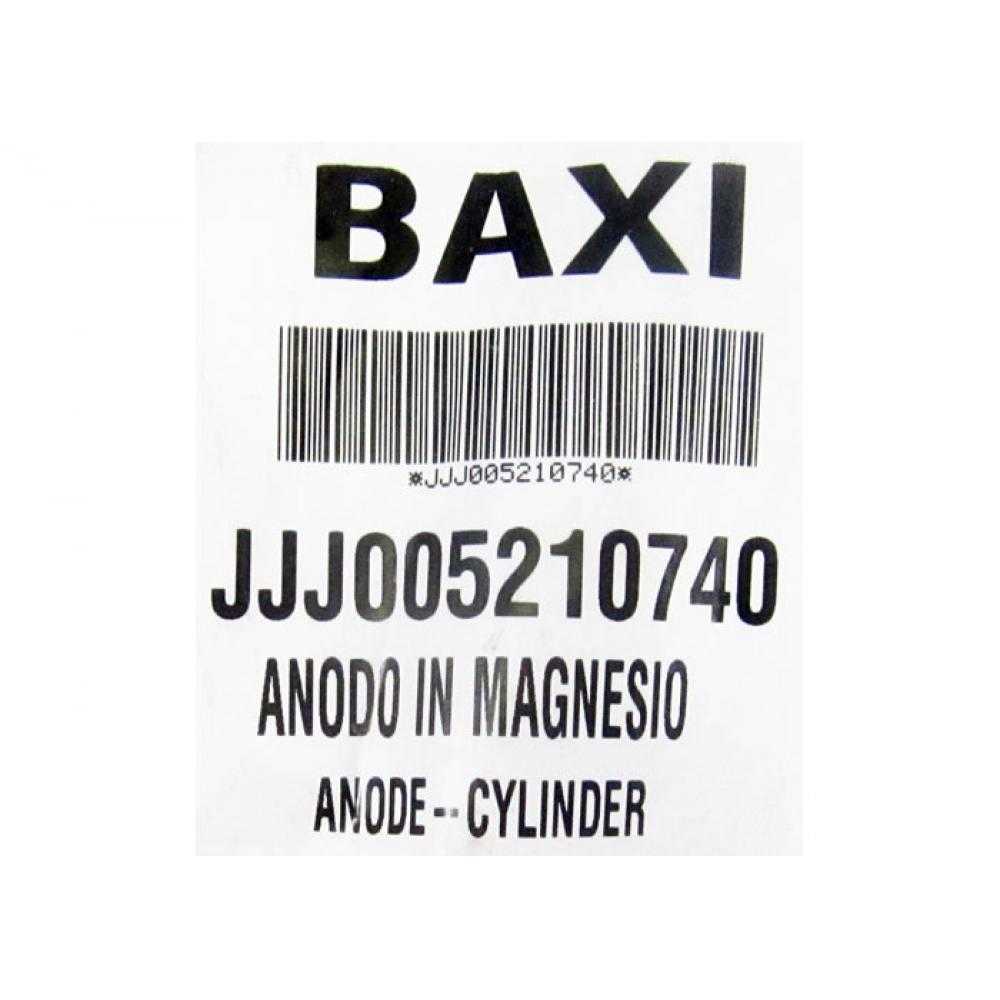 BAXI
*JJJ005210740*
JJJ005210740
ANODO IN MAGNESIO
ANODE--CYLINDER